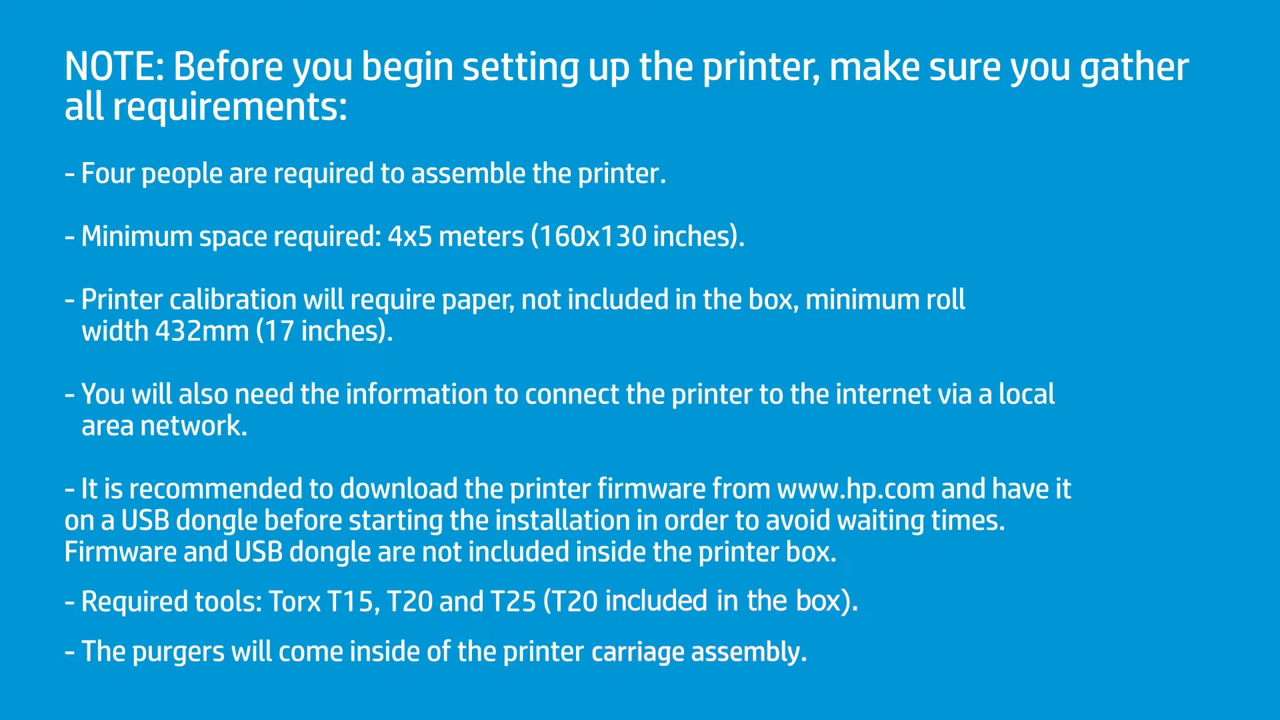 NOTE: Before you begin setting up the printer, make sure you gather
all requirements:
- Four people are required to assemble the printer.
- Minimum space required: 4x5 meters (160x130 inches).
- Printer calibration will require paper, not included in the box, minimum roll
width 432mm (17 inches).
- You will also need the information to connect the printer to the internet via a local
area network.
- It is recommended to download the printer firmware from www.hp.com and have it
on a USB dongle before starting the installation in order to avoid waiting times.
Firmware and USB dongle are not included inside the printer box.
- Required tools: Torx T15, T20 and T25 (T20 included in the box).
- The purgers will come inside of the printer carriage assembly.